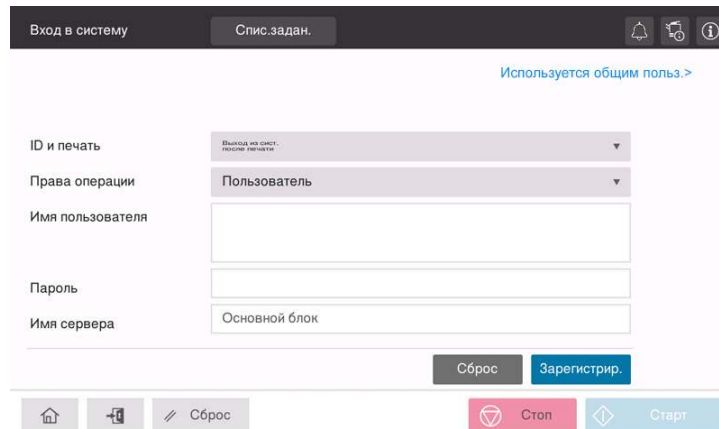 Вход в систему
Спис.задан.
Используется общим польз.>
ID и печать
Выход из сист.
после печати
Права операции
Пользователь
Имя пользователя
Пароль
Имя сервера
Основной блок
Сброс
Зарегистрир.
Сброс
Стоп
Старт